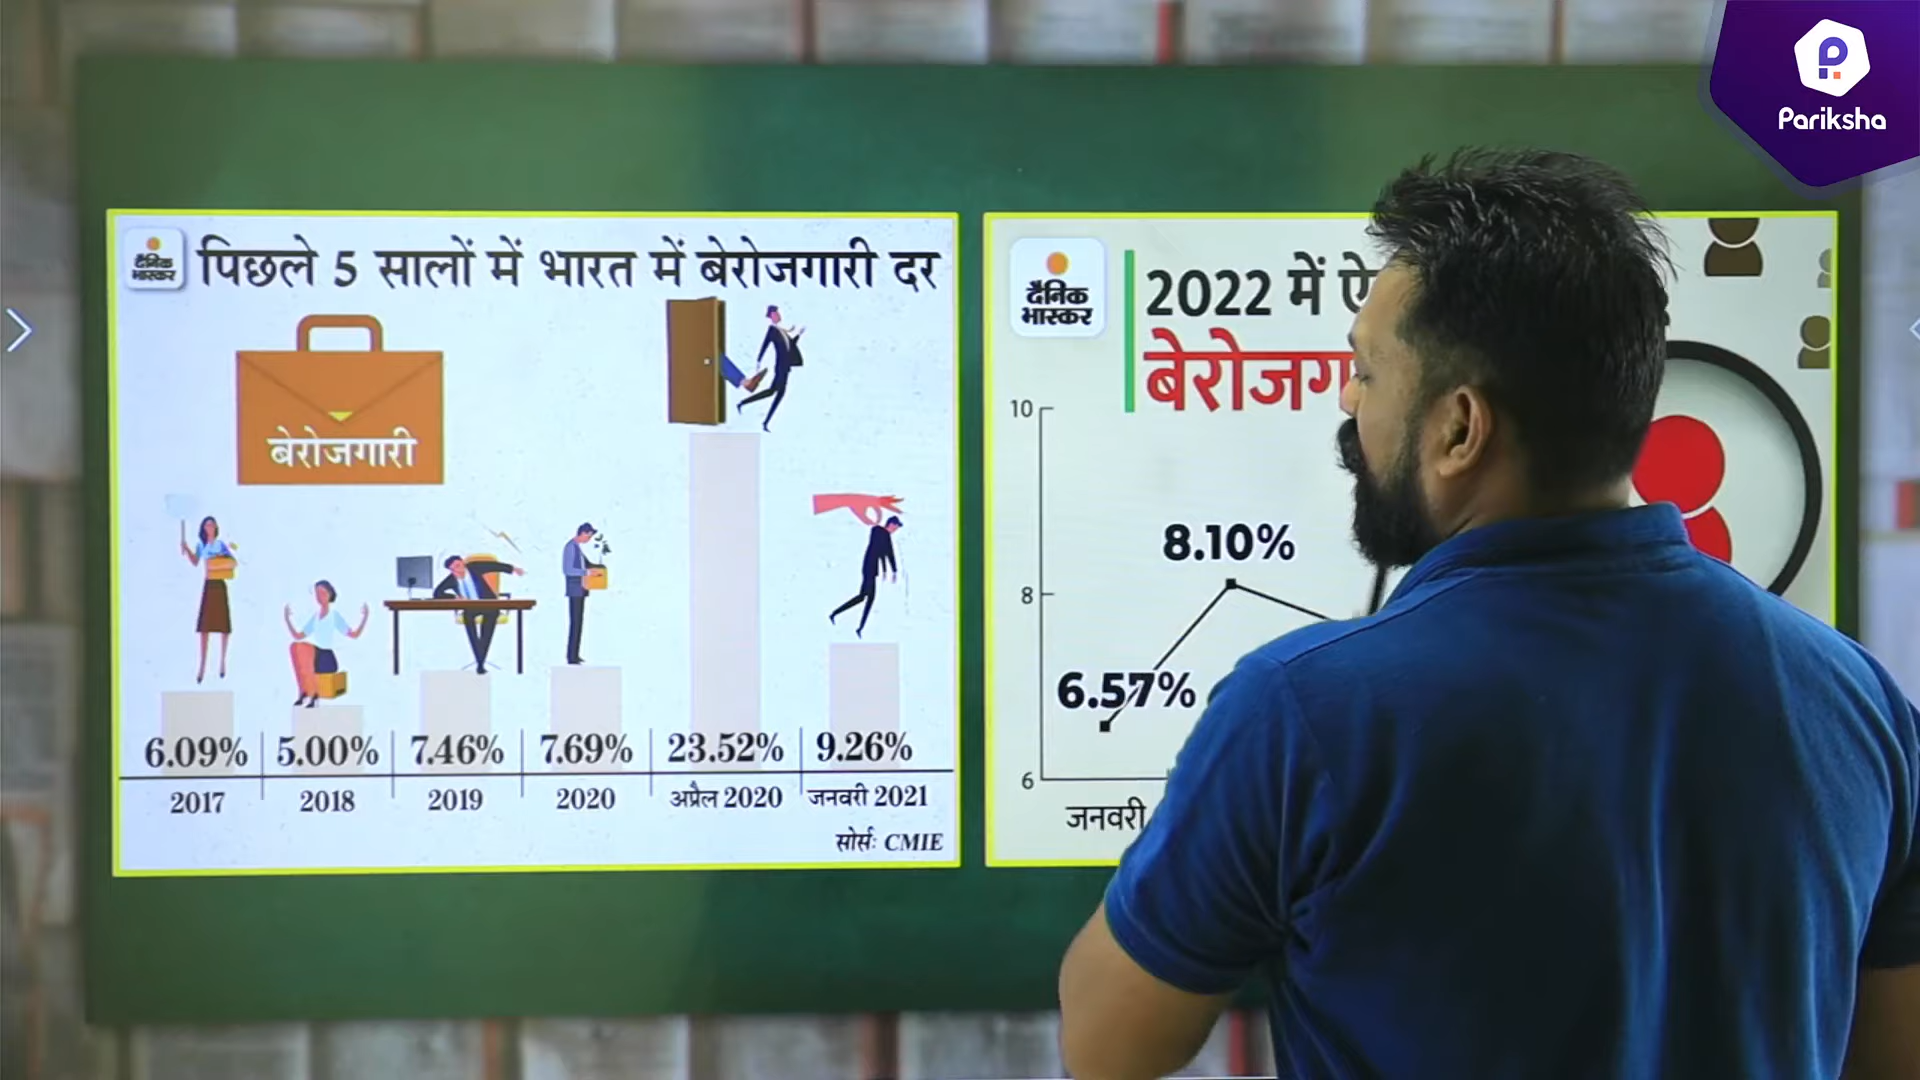 Pariksha
दैनिक
भास्कर
पिछले 5 सालों में भारत में बेरोजगारी दर
बेरोजगारी
6.09% 5.00% 7.46% 7.69% 23.52% 9.26%
2017 2018 2019 2020 अप्रैल 2020 जनवरी 2021
सोर्सः CMIE
दैनिक
भास्कर
2022 में
10
8.10%
8
6.57%
6
जनवरी